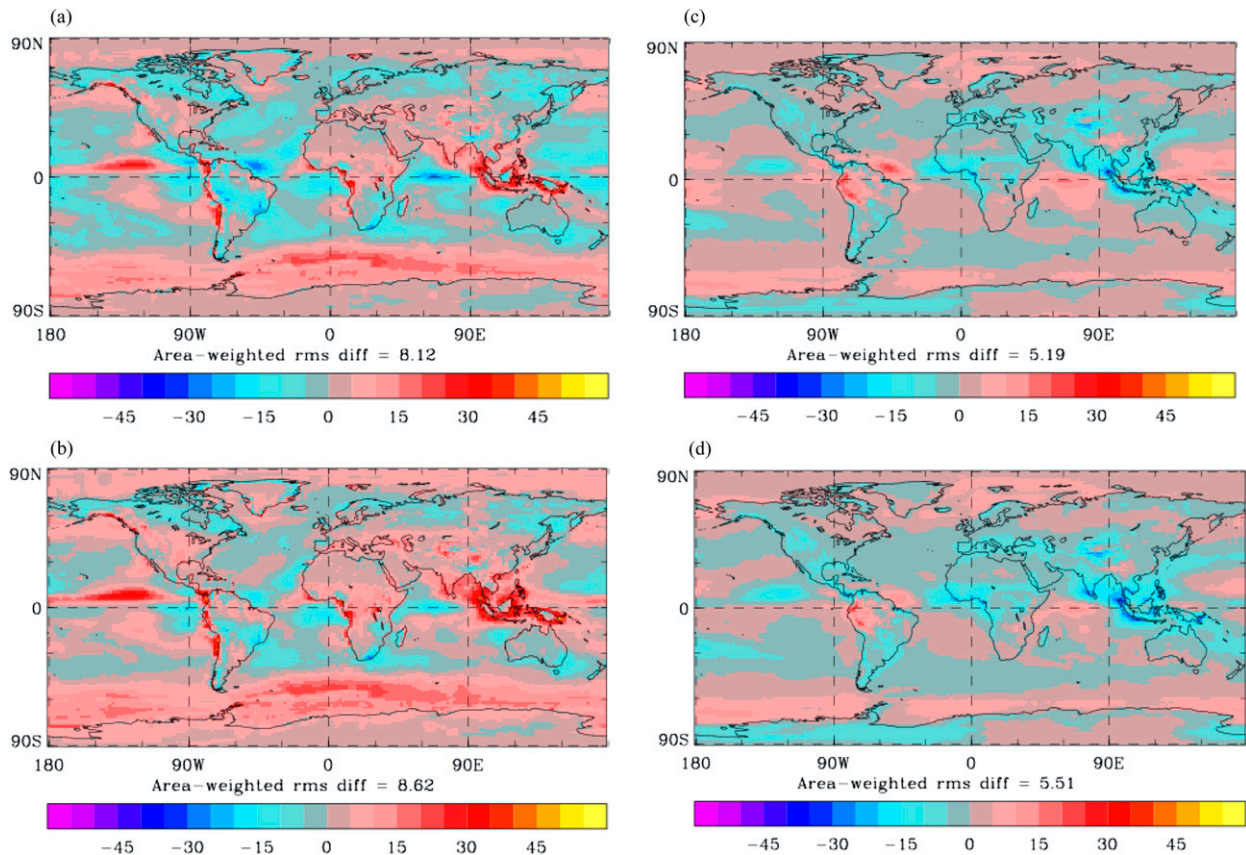 (a)
90N
0
90S
180 90W 0 90E
Area-weighted rms diff = 8.12
−45 −30 −15 0 15 30 45
(c)
90N
0
90S
180 90W 0 90E
Area-weighted rms diff = 5.19
−45 −30 −15 0 15 30 45
(b)
90N
0
90S
180 90W 0 90E
Area-weighted rms diff = 8.62
−45 −30 −15 0 15 30 45
(d)
90N
0
90S
180 90W 0 90E
Area-weighted rms diff = 5.51
−45 −30 −15 0 15 30 45